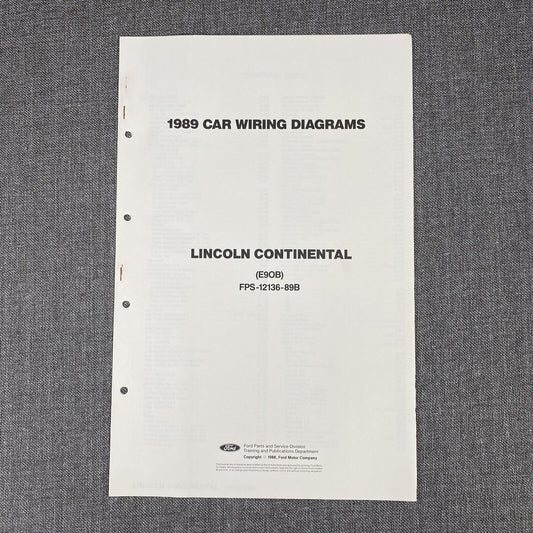 1989 CAR WIRING DIAGRAMS
LINCOLN CONTINENTAL
(E9OB)
FPS-12136-89B
Ford
Ford Parts and Service Division
Training and Publications Department
Copyright © 1988, Ford Motor Company